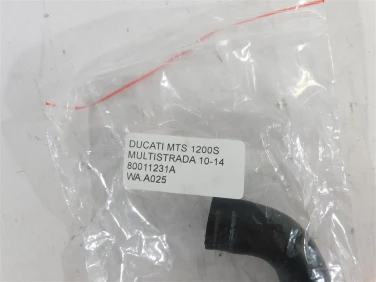 DUCATI MTS 1200S
MULTISTRADA 10-14
80011231A
WA.A025